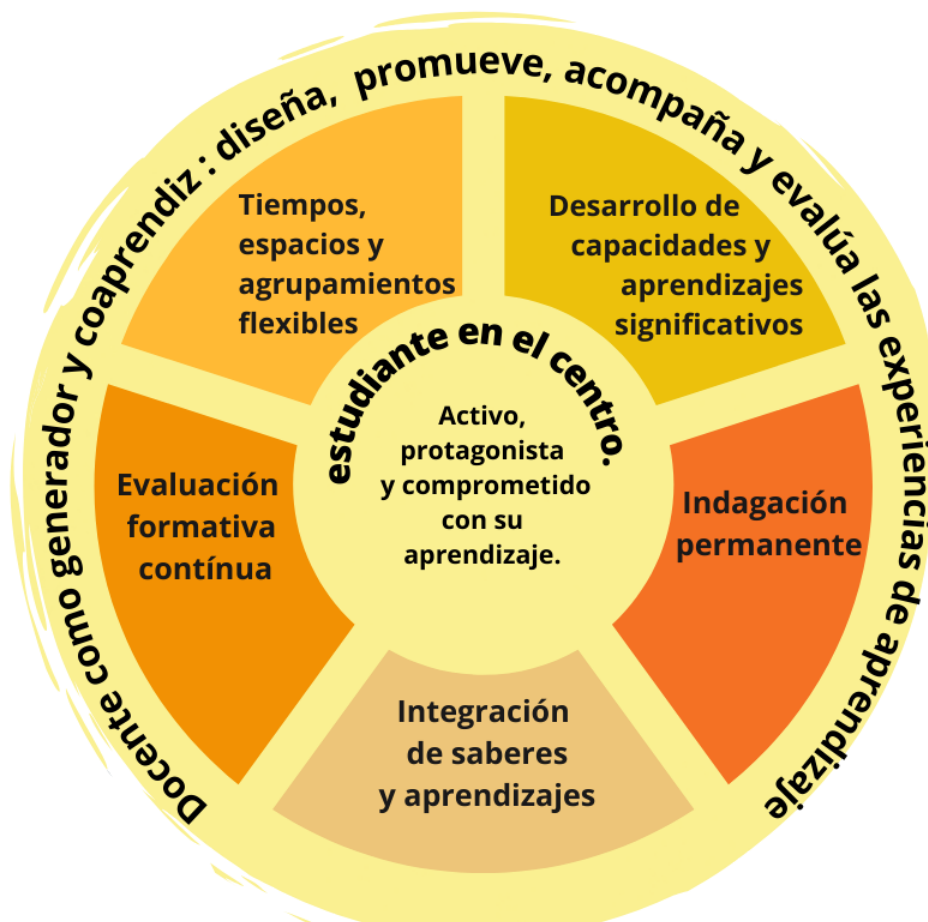 Docente como generador y coaprendiz : diseña, promueve, acompaña y evalúa las experiencias de aprendizaje
Tiempos,
espacios y
agrupamientos
flexibles
Desarrollo de
capacidades y
aprendizajes
significativos
estudiante en el centro.
Activo,
protagonista
y comprometido
con su
aprendizaje.
Evaluación
formativa
contínua
Indagación
permanente
Integración
de saberes
y aprendizajes